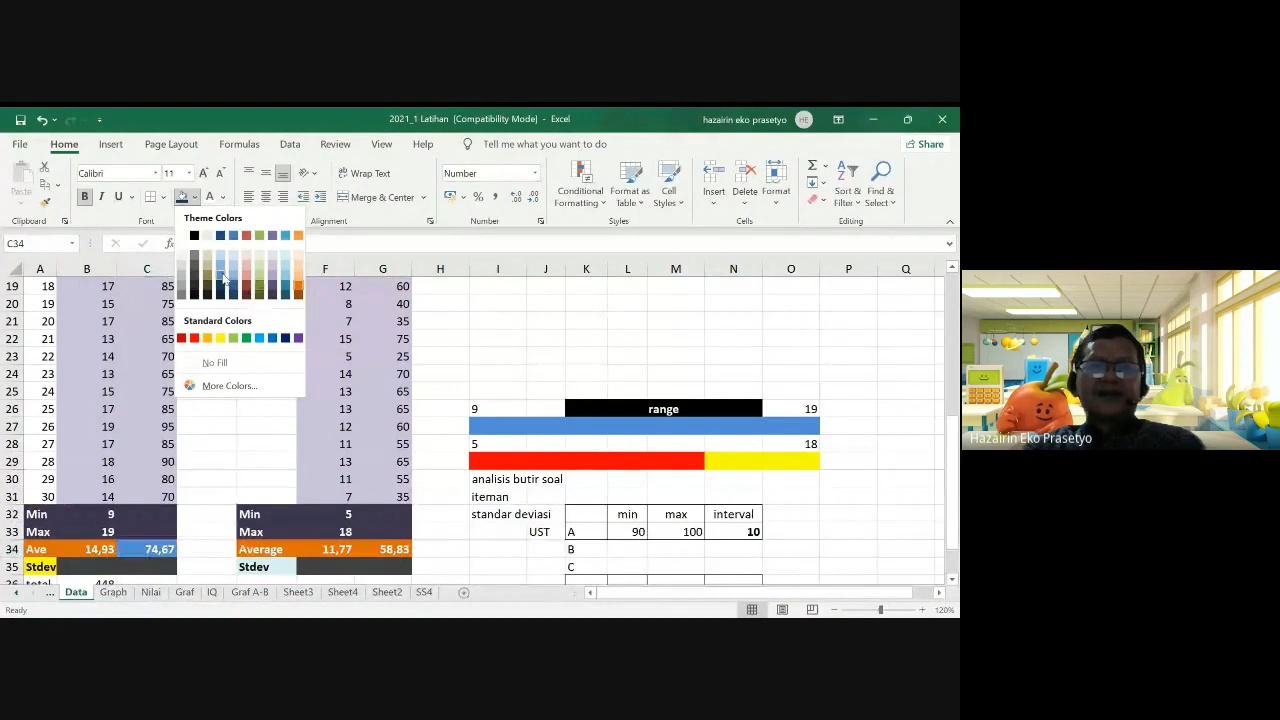 2021_1 Latihan [Compatibility Mode] - Excel
hazairin eko prasetyo HE
File Home Insert Page Layout Formulas Data Review View Help Tell me what you want to do Share
Paste Calibri 11 A A Wrap Text Number Conditional Formatting Format as Table Cell Styles Insert Delete Format Sort & Filter Find & Select
B I U A Merge & Center % ,
Clipboard Font Alignment Number Styles Cells Editing
Theme Colors
Standard Colors
No Fill
More Colors...
C34
A B C F G H I J K L M N O P Q
19 18 17 85 12 60
20 19 15 75 8 40
21 20 17 85 7 35
22 21 13 65 15 75
23 22 14 70 5 25
24 23 13 65 14 70
25 24 15 75 13 65
26 25 17 85 13 65 9 range 19
27 26 19 95 12 60
28 27 17 85 11 55 5 18
29 28 18 90 13 65
30 29 16 80 11 55 analisis butir soal
31 30 14 70 7 35 iteman
32 Min 9 Min 5 standar deviasi min max interval
33 Max 19 Max 18 UST A 90 100 10
34 Ave 14,93 74,67 Average 11,77 58,83 B
35 Stdev Stdev C
total 448
... Data Graph Nilai Graf IQ Graf A-B Sheet3 Sheet4 Sheet2 SS4
Ready 120%
Hazairin Eko Prasetyo